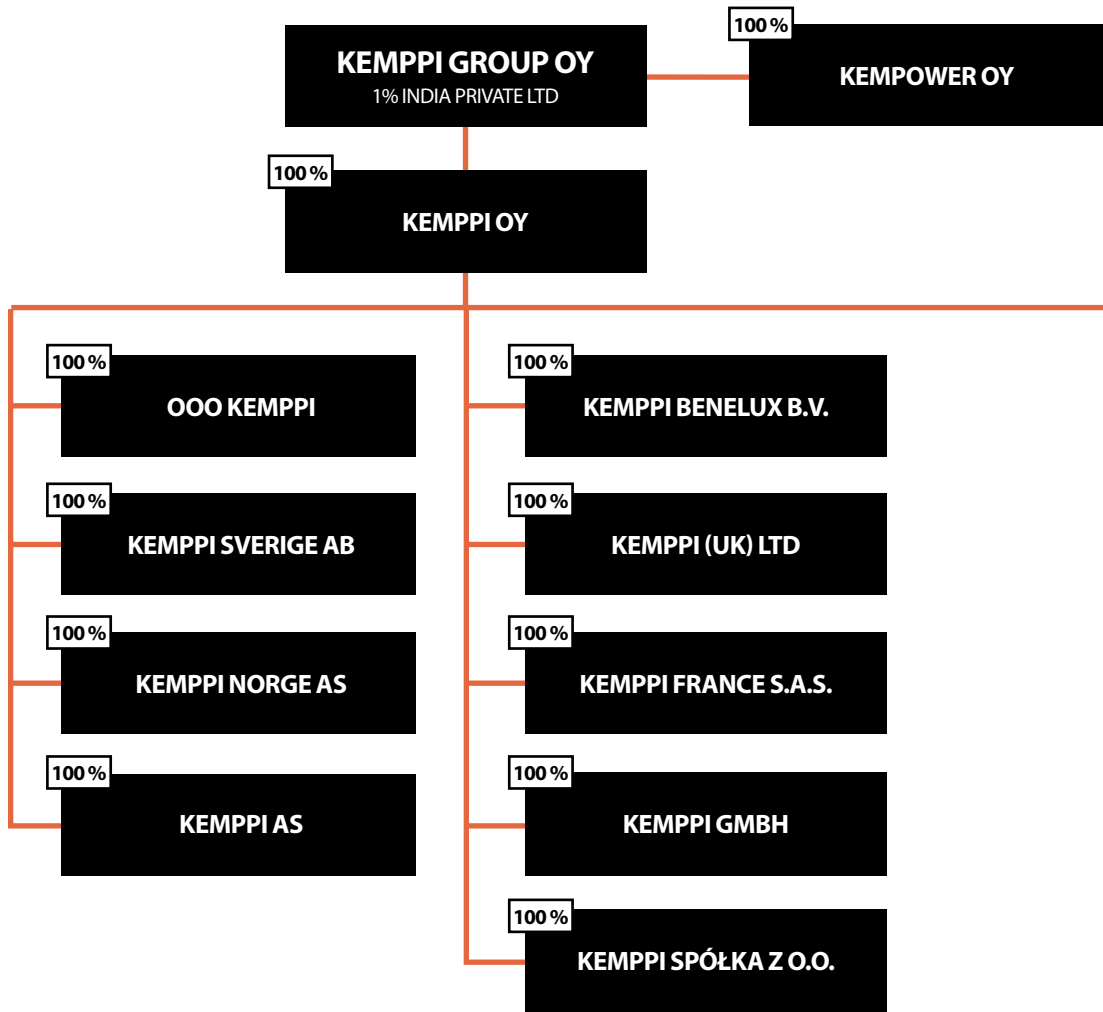 KEMPPI GROUP OY
1% INDIA PRIVATE LTD
100 %
KEMPOWER OY
100 %
KEMPPI OY
100 %
OOO KEMPPI
100 %
KEMPPI SVERIGE AB
100 %
KEMPPI NORGE AS
100 %
KEMPPI AS
100 %
KEMPPI BENELUX B.V.
100 %
KEMPPI (UK) LTD
100 %
KEMPPI FRANCE S.A.S.
100 %
KEMPPI GMBH
100 %
KEMPPI SPÓŁKA Z O.O.